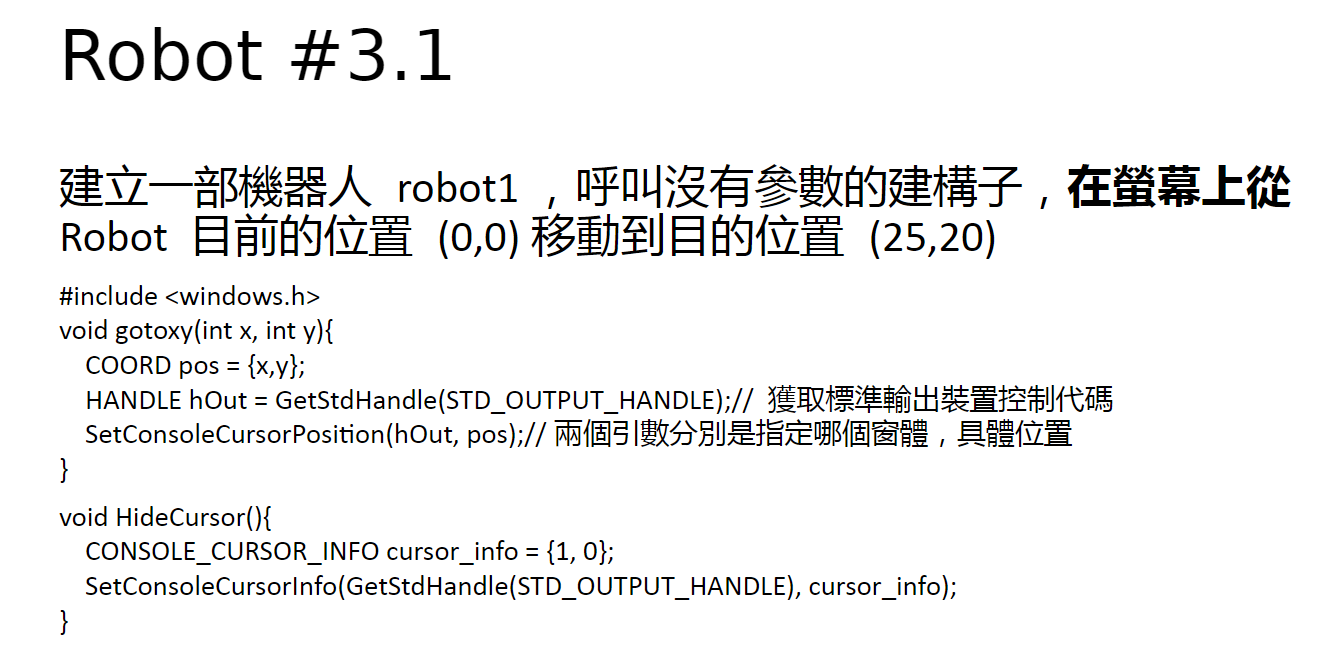 Robot #3.1
建立一部機器人 robot1 ，呼叫沒有參數的建構子，在螢幕上從
Robot 目前的位置 (0,0) 移動到目的位置 (25,20)
#include <windows.h>
void gotoxy(int x, int y){
    COORD pos = {x,y};
    HANDLE hOut = GetStdHandle(STD_OUTPUT_HANDLE);// 獲取標準輸出裝置控制代碼
    SetConsoleCursorPosition(hOut, pos);// 兩個引數分別是指定哪個窗體，具體位置
}
void HideCursor(){
    CONSOLE_CURSOR_INFO cursor_info = {1, 0};
    SetConsoleCursorInfo(GetStdHandle(STD_OUTPUT_HANDLE), cursor_info);
}